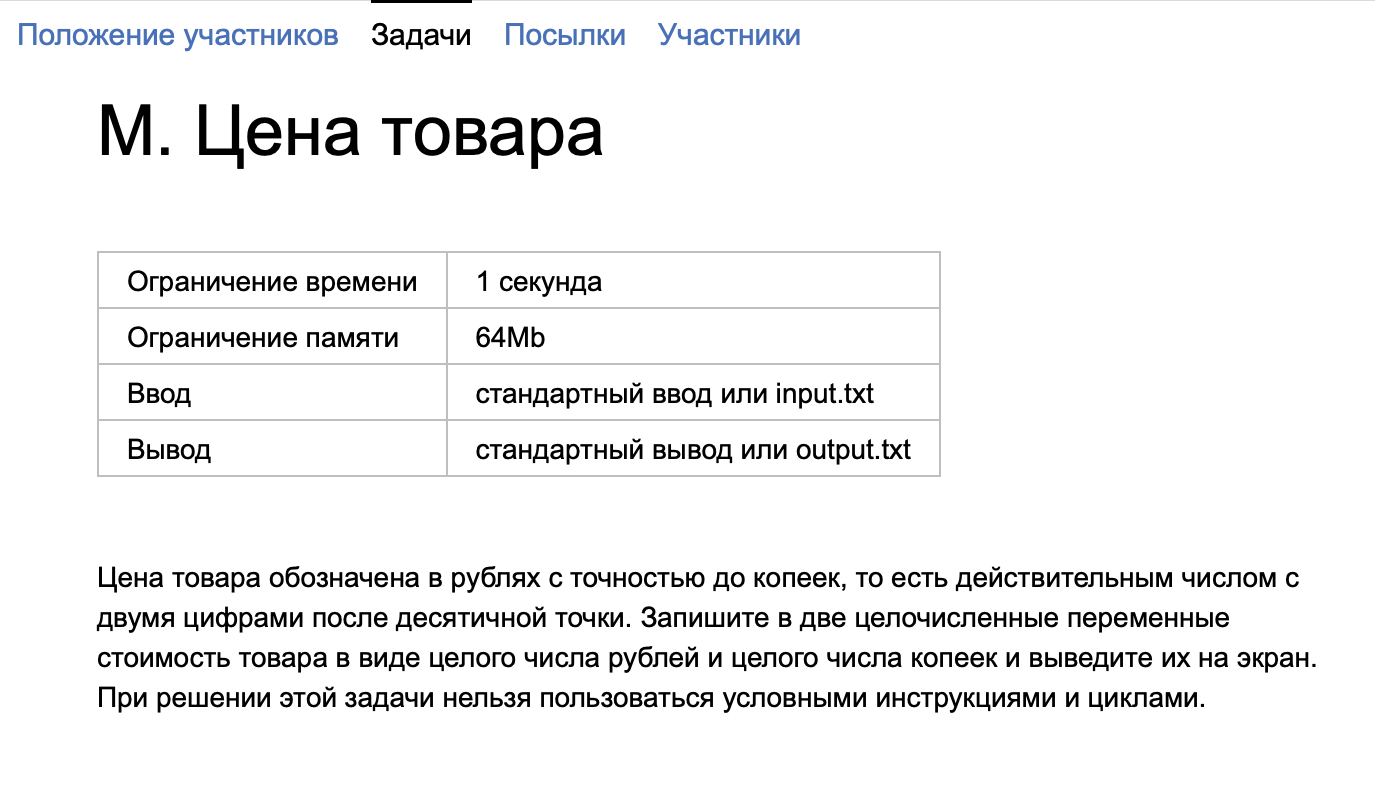 Положение участников Задачи Посылки Участники
М. Цена товара
Ограничение времени 1 секунда
Ограничение памяти 64Mb
Ввод стандартный ввод или input.txt
Вывод стандартный вывод или output.txt
Цена товара обозначена в рублях с точностью до копеек, то есть действительным числом с
двумя цифрами после десятичной точки. Запишите в две целочисленные переменные
стоимость товара в виде целого числа рублей и целого числа копеек и выведите их на экран.
При решении этой задачи нельзя пользоваться условными инструкциями и циклами.